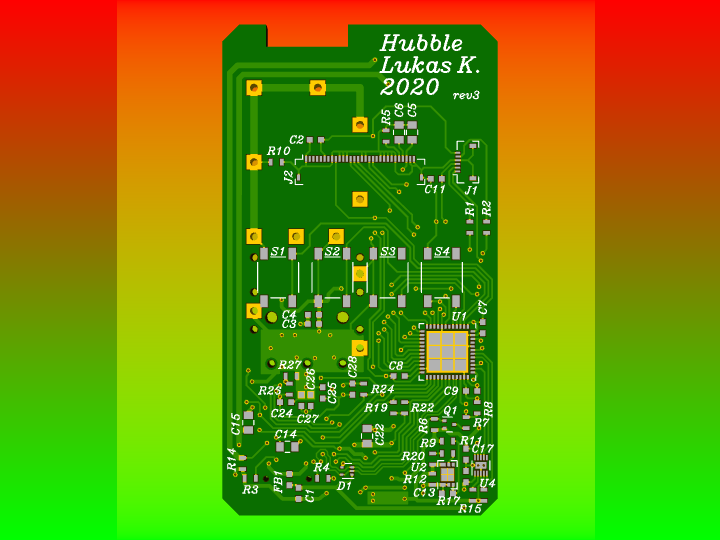 Hubble
Lukas K.
2020
rev3
C6
C5
R5
C2
R10
J2
C11
J1
R1
R2
S1
S2
S3
S4
C4
C3
U1
C7
R27
C26
C28
C8
R25
C25
R24
C9
C24
C27
R19
R22
Q1
R8
C15
R6
R7
C14
C22
R9
R11
C17
R14
R20
R4
U2
R12
U4
R3
FB1
C1
D1
C13
R17
R15